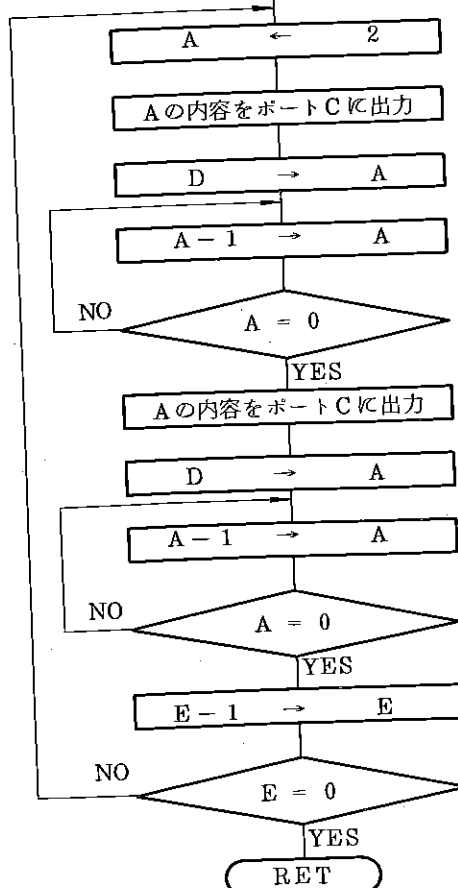 A ← 2
Aの内容をポートCに出力
D → A
A－1 → A
NO
A = 0
YES
Aの内容をポートCに出力
D → A
A－1 → A
NO
A = 0
YES
E－1 → E
NO
E = 0
YES
RET